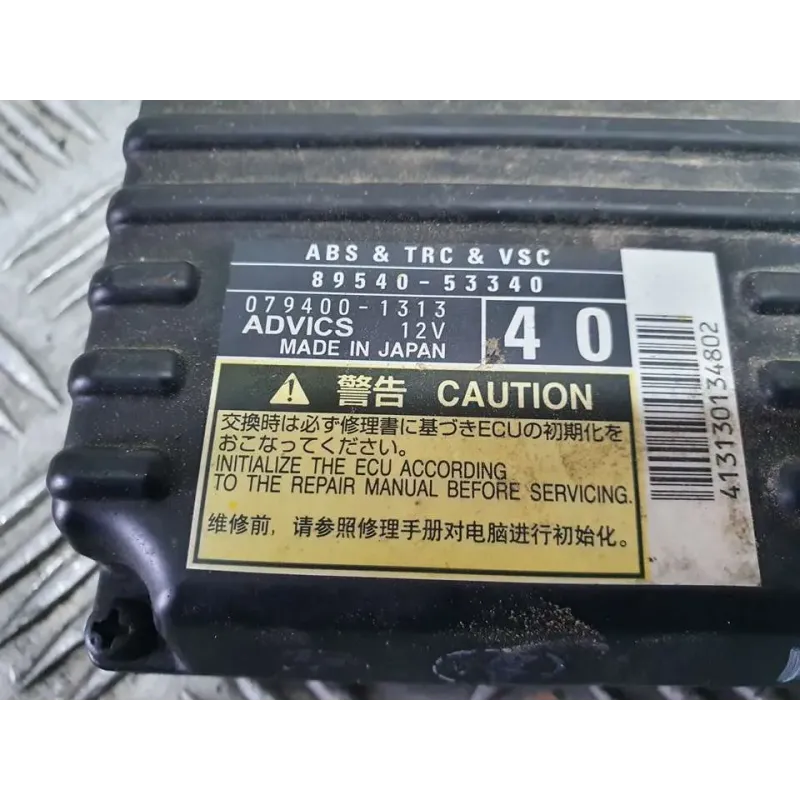 ABS & TRC & VSC
89540-53340
079400-1313
ADVICS 12V
MADE IN JAPAN
40
警告 CAUTION
交換時は必ず修理書に基づきECUの初期化を
おこなってください。
INITIALIZE THE ECU ACCORDING
TO THE REPAIR MANUAL BEFORE SERVICING.
维修前，请参照修理手册对电脑进行初始化。
413130134802